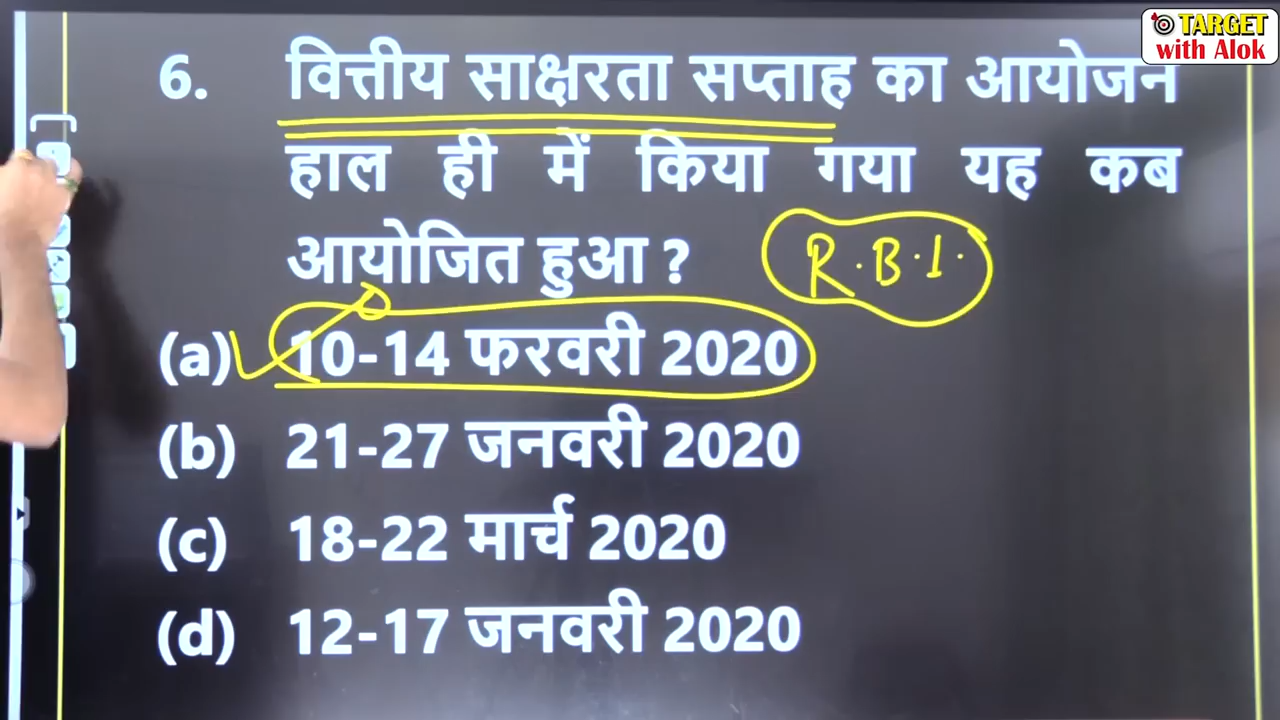 TARGET
with Alok
6. वित्तीय साक्षरता सप्ताह का आयोजन
हाल ही में किया गया यह कब
आयोजित हुआ ?
R.B.I.
(a) 10-14 फरवरी 2020
(b) 21-27 जनवरी 2020
(c) 18-22 मार्च 2020
(d) 12-17 जनवरी 2020